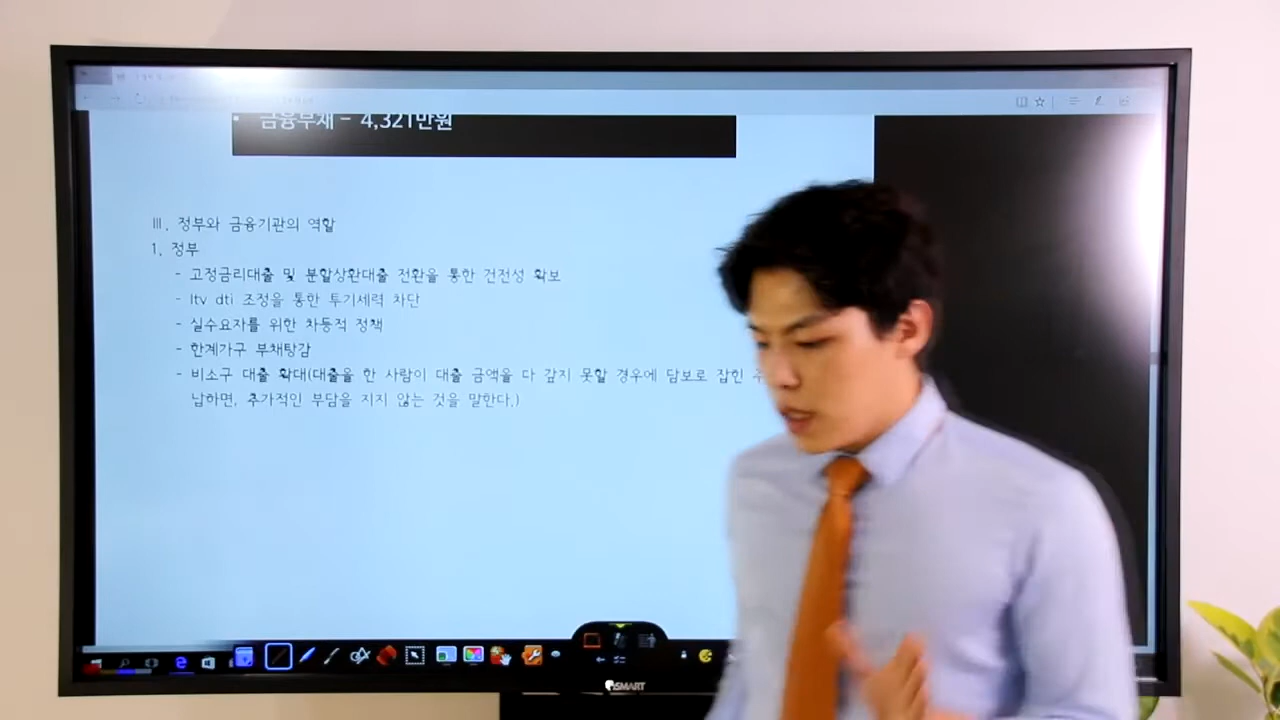 • 금융부채 - 4,321만원
Ⅲ. 정부와 금융기관의 역할
1. 정부
- 고정금리대출 및 분할상환대출 전환을 통한 건전성 확보
- ltv dti 조정을 통한 투기세력 차단
- 실수요자를 위한 차등적 정책
- 한계가구 부채탕감
- 비소구 대출 확대(대출을 한 사람이 대출 금액을 다 갚지 못할 경우에 담보로 잡힌
납하면, 추가적인 부담을 지지 않는 것을 말한다.)
iSMART